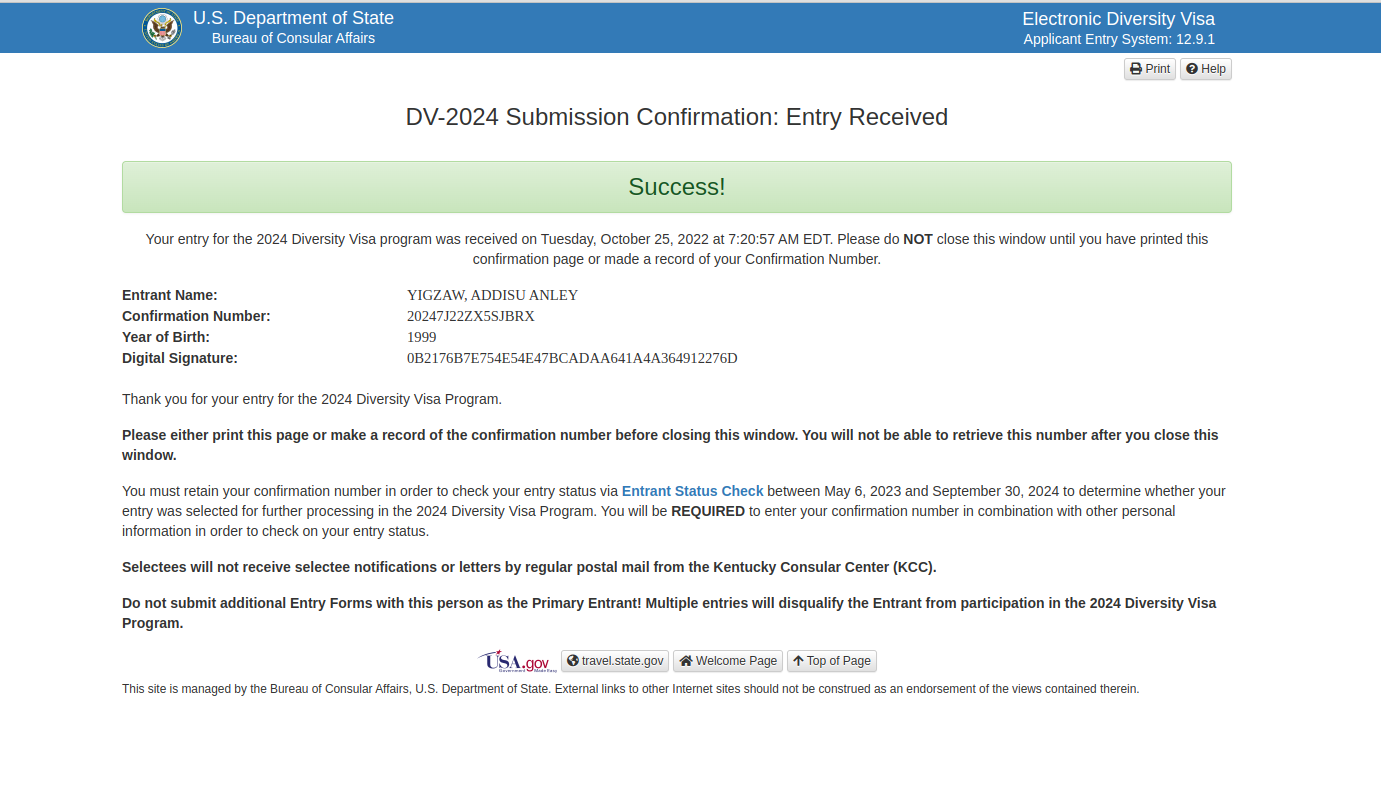 U.S. Department of State
Bureau of Consular Affairs
Electronic Diversity Visa
Applicant Entry System: 12.9.1
Print Help
DV-2024 Submission Confirmation: Entry Received
Success!
Your entry for the 2024 Diversity Visa program was received on Tuesday, October 25, 2022 at 7:20:57 AM EDT. Please do NOT close this window until you have printed this
confirmation page or made a record of your Confirmation Number.
Entrant Name: YIGZAW, ADDISU ANLEY
Confirmation Number: 20247J22ZX5SJBRX
Year of Birth: 1999
Digital Signature: 0B2176B7E754E54E47BCADAA641A4A364912276D
Thank you for your entry for the 2024 Diversity Visa Program.
Please either print this page or make a record of the confirmation number before closing this window. You will not be able to retrieve this number after you close this
window.
You must retain your confirmation number in order to check your entry status via Entrant Status Check between May 6, 2023 and September 30, 2024 to determine whether your
entry was selected for further processing in the 2024 Diversity Visa Program. You will be REQUIRED to enter your confirmation number in combination with other personal
information in order to check on your entry status.
Selectees will not receive selectee notifications or letters by regular postal mail from the Kentucky Consular Center (KCC).
Do not submit additional Entry Forms with this person as the Primary Entrant! Multiple entries will disqualify the Entrant from participation in the 2024 Diversity Visa
Program.
USA.gov travel.state.gov Welcome Page Top of Page
Government Made Easy
This site is managed by the Bureau of Consular Affairs, U.S. Department of State. External links to other Internet sites should not be construed as an endorsement of the views contained therein.